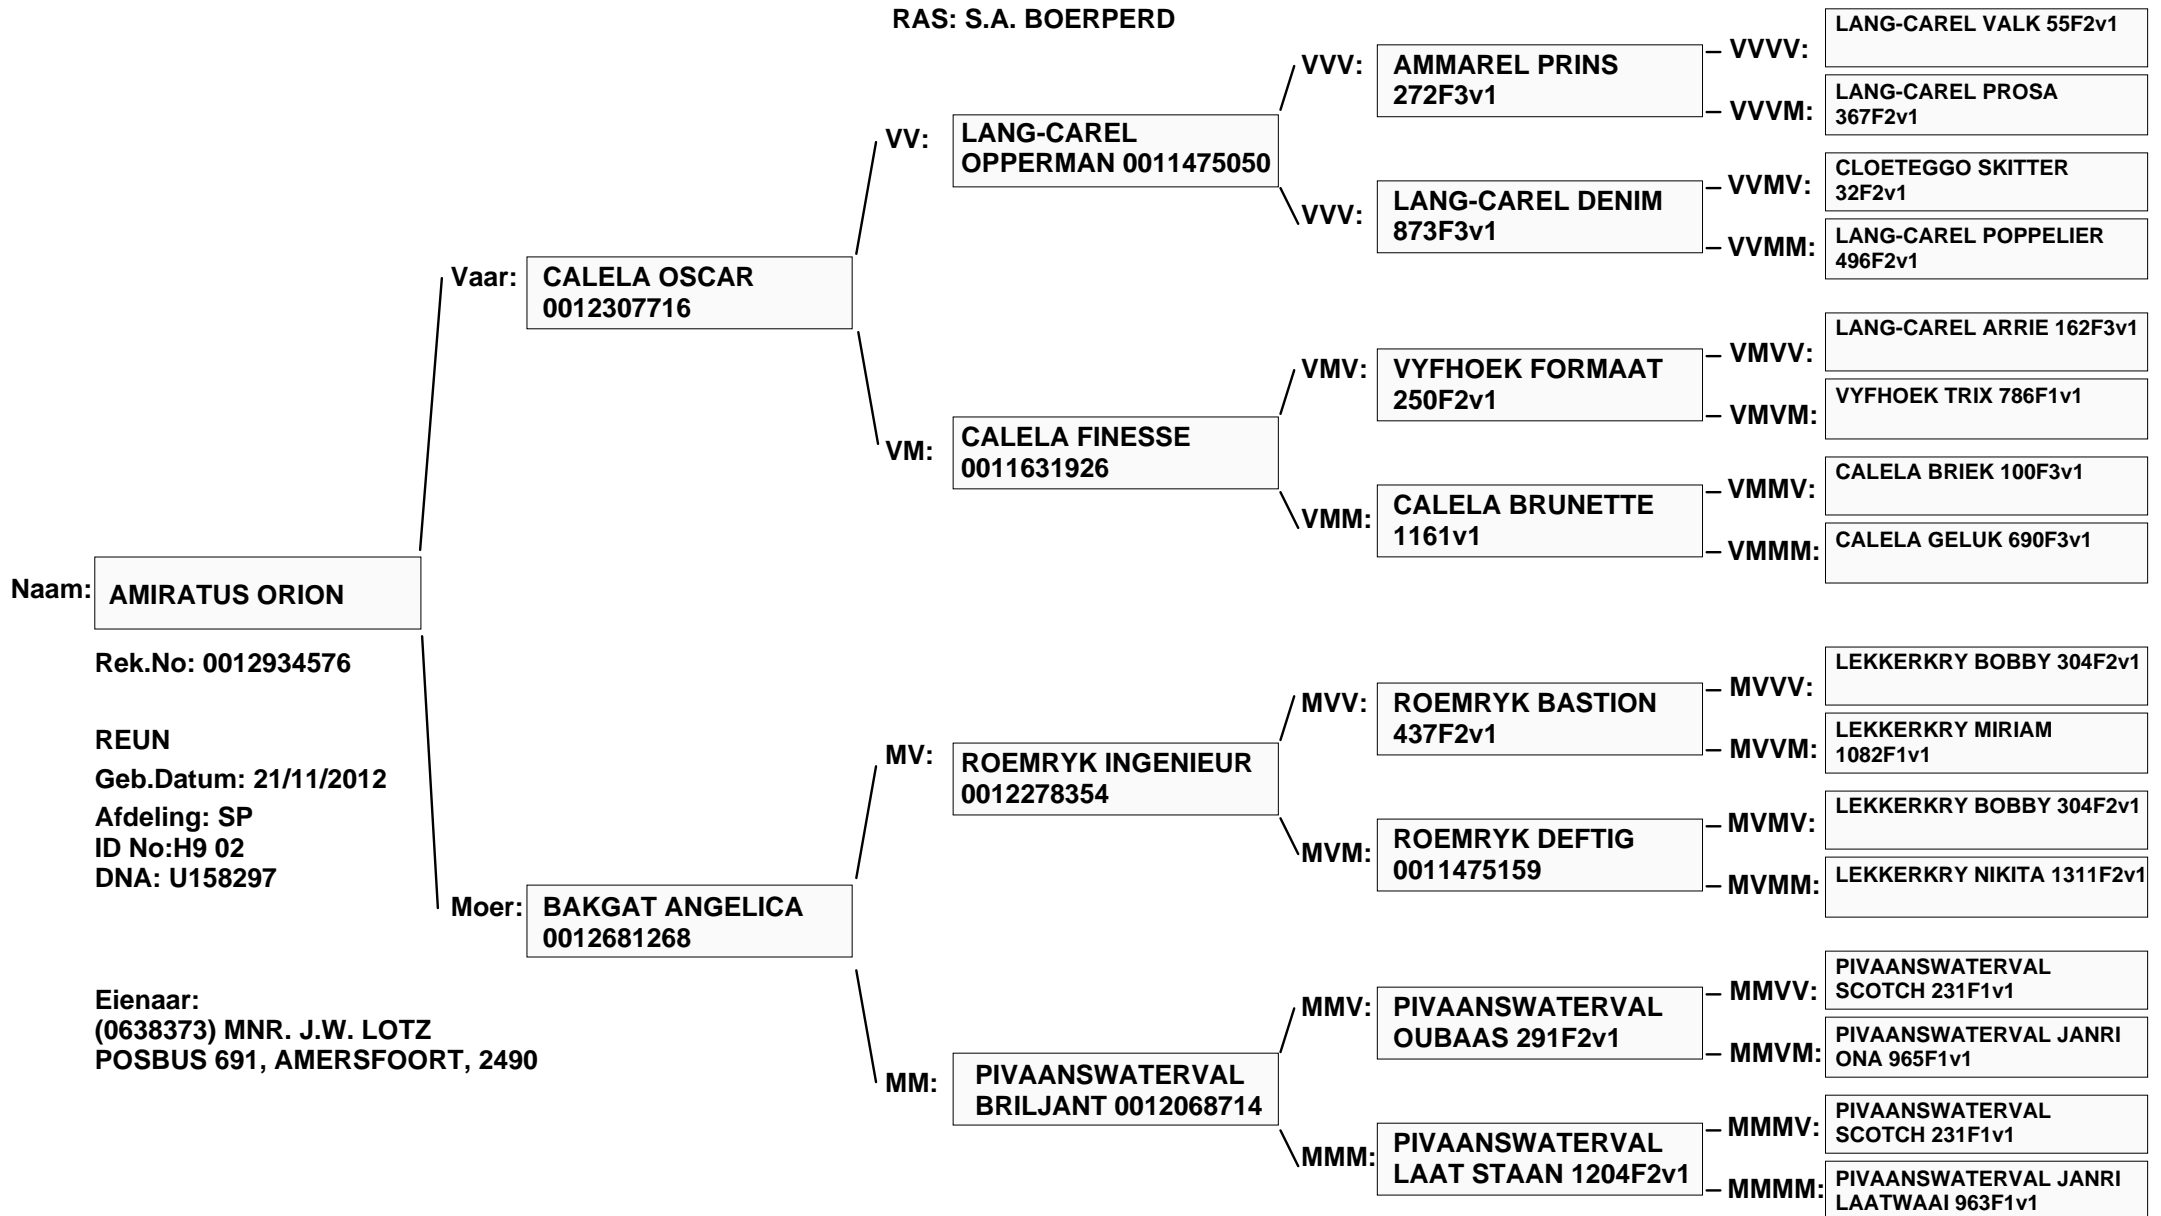 RAS: S.A. BOERPERD
Naam: AMIRATUS ORION
Rek.No: 0012934576
REUN
Geb.Datum: 21/11/2012
Afdeling: SP
ID No:H9 02
DNA: U158297
Eienaar:
(0638373) MNR. J.W. LOTZ
POSBUS 691, AMERSFOORT, 2490
Vaar: CALELA OSCAR
0012307716
Moer: BAKGAT ANGELICA
0012681268
VV: LANG-CAREL
OPPERMAN 0011475050
VM: CALELA FINESSE
0011631926
MV: ROEMRYK INGENIEUR
0012278354
MM: PIVAANSWATERVAL
BRILJANT 0012068714
VVV: AMMAREL PRINS
272F3v1
VVV: LANG-CAREL DENIM
873F3v1
VMV: VYFHOEK FORMAAT
250F2v1
VMM: CALELA BRUNETTE
1161v1
MVV: ROEMRYK BASTION
437F2v1
MVM: ROEMRYK DEFTIG
0011475159
MMV: PIVAANSWATERVAL
OUBAAS 291F2v1
MMM: PIVAANSWATERVAL
LAAT STAAN 1204F2v1
VVVV: LANG-CAREL VALK 55F2v1
VVVM: LANG-CAREL PROSA
367F2v1
VVMV: CLOETEGGO SKITTER
32F2v1
VVMM: LANG-CAREL POPPELIER
496F2v1
VMVV: LANG-CAREL ARRIE 162F3v1
VMVM: VYFHOEK TRIX 786F1v1
VMMV: CALELA BRIEK 100F3v1
VMMM: CALELA GELUK 690F3v1
MVVV: LEKKERKRY BOBBY 304F2v1
MVVM: LEKKERKRY MIRIAM
1082F1v1
MVMV: LEKKERKRY BOBBY 304F2v1
MVMM: LEKKERKRY NIKITA 1311F2v1
MMVV: PIVAANSWATERVAL
SCOTCH 231F1v1
MMVM: PIVAANSWATERVAL JANRI
ONA 965F1v1
MMMV: PIVAANSWATERVAL
SCOTCH 231F1v1
MMMM: PIVAANSWATERVAL JANRI
LAATWAAI 963F1v1